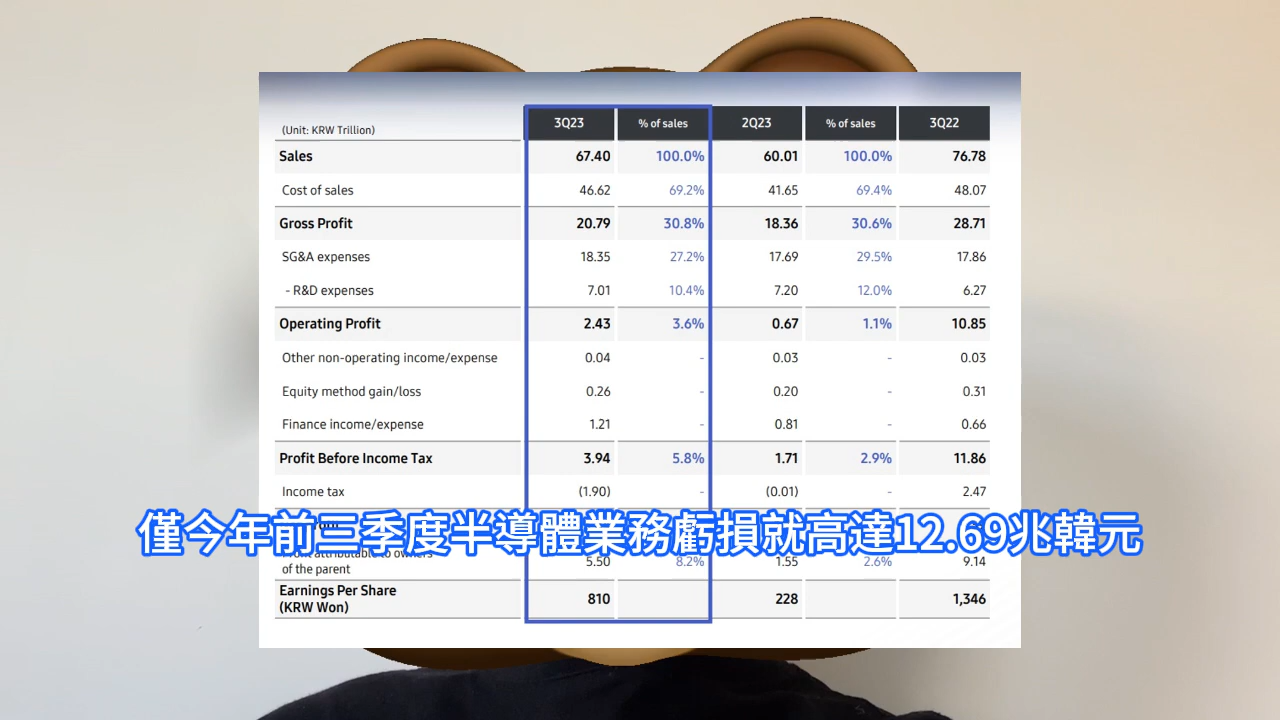 (Unit: KRW Trillion) 3Q23 % of sales 2Q23 % of sales 3Q22
Sales 67.40 100.0% 60.01 100.0% 76.78
Cost of sales 46.62 69.2% 41.65 69.4% 48.07
Gross Profit 20.79 30.8% 18.36 30.6% 28.71
SG&A expenses 18.35 27.2% 17.69 29.5% 17.86
- R&D expenses 7.01 10.4% 7.20 12.0% 6.27
Operating Profit 2.43 3.6% 0.67 1.1% 10.85
Other non-operating income/expense 0.04 - 0.03 - 0.03
Equity method gain/loss 0.26 - 0.20 - 0.31
Finance income/expense 1.21 - 0.81 - 0.66
Profit Before Income Tax 3.94 5.8% 1.71 2.9% 11.86
Income tax (1.90) - (0.01) - 2.47
僅今年前三季度半導體業務虧損就高達12.69兆韓元
attributable to owners
of the parent 5.50 8.2% 1.55 2.6% 9.14
Earnings Per Share
(KRW Won) 810 228 1,346